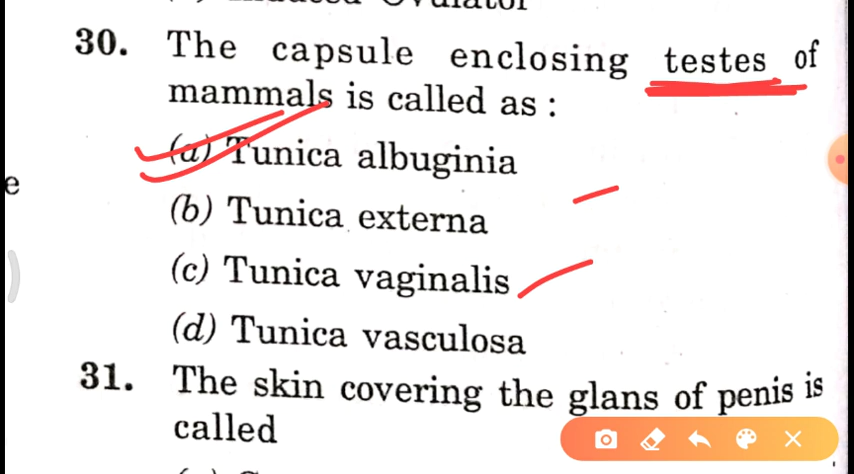 30. The capsule enclosing testes of
mammals is called as :
(a) Tunica albuginia
(b) Tunica externa
(c) Tunica vaginalis
(d) Tunica vasculosa
e
)
31. The skin covering the glans of penis is
called